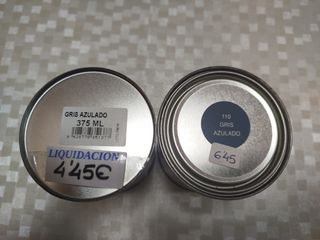 GRIS AZULADO
375 ML
LIQUIDACION
4'45€
110
GRIS
AZULADO
645